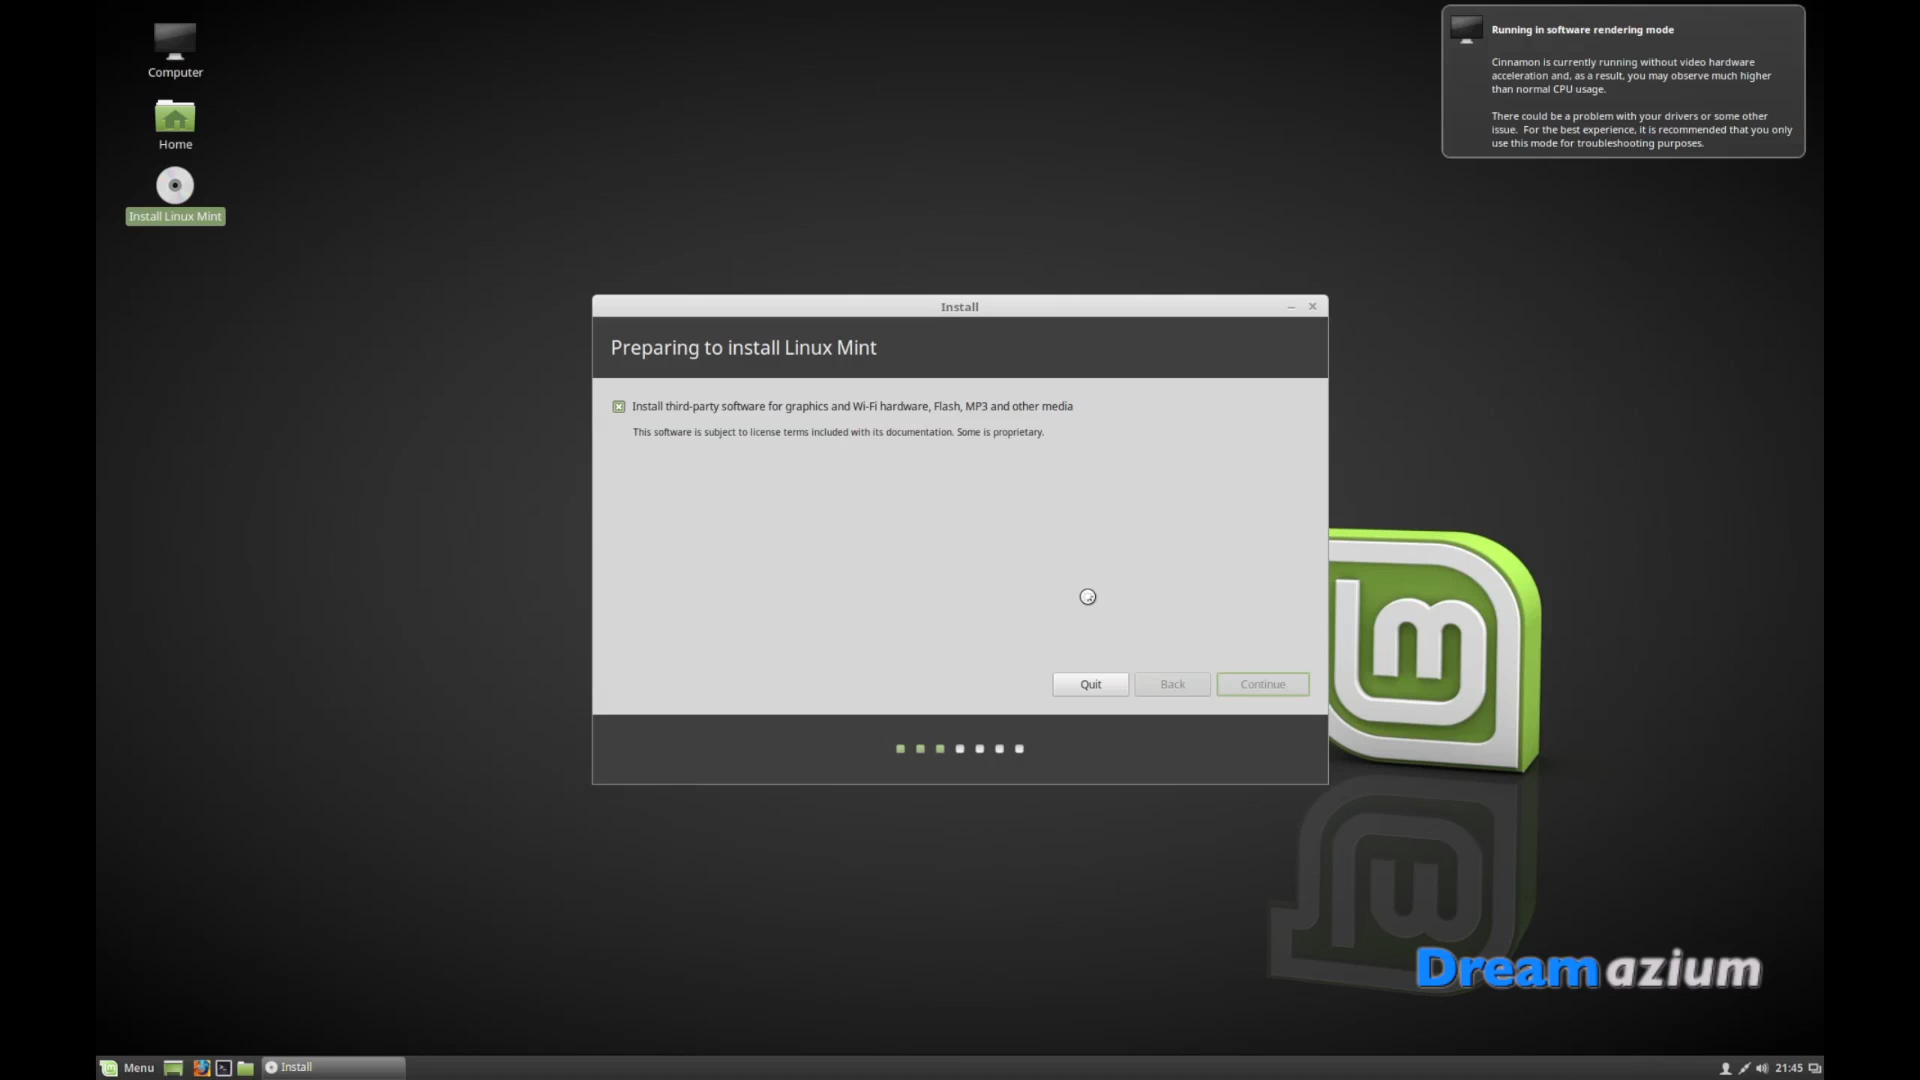 Computer
Home
Install Linux Mint
Running in software rendering mode
Cinnamon is currently running without video hardware
acceleration and, as a result, you may observe much higher
than normal CPU usage.
There could be a problem with your drivers or some other
issue.  For the best experience, it is recommended that you only
use this mode for troubleshooting purposes.
Install
Preparing to install Linux Mint
Install third-party software for graphics and Wi-Fi hardware, Flash, MP3 and other media
This software is subject to license terms included with its documentation. Some is proprietary.
Quit
Back
Continue
Dreamazium
Menu
Install
21:45